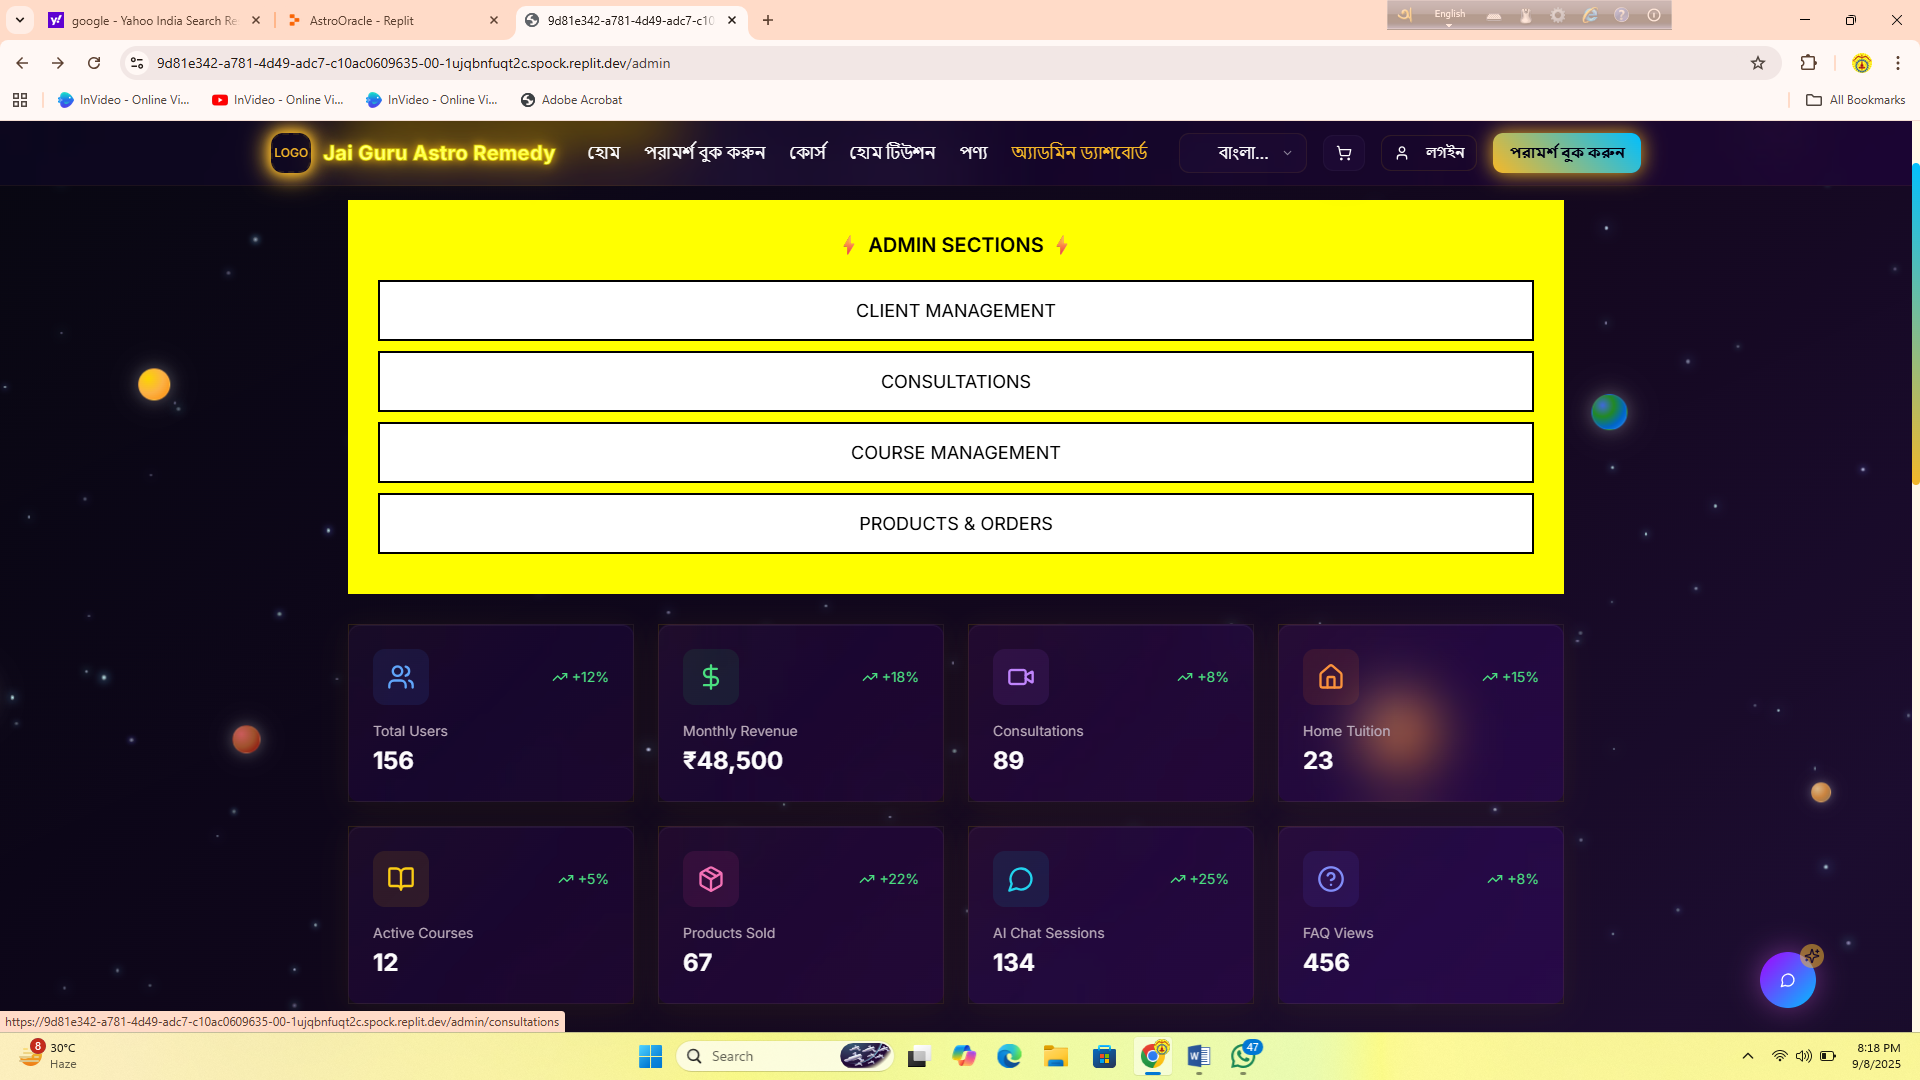 google - Yahoo India Search Re
AstroOracle - Replit
9d81e342-a781-4d49-adc7-c10
English
9d81e342-a781-4d49-adc7-c10ac0609635-00-1ujqbnfuqt2c.spock.replit.dev/admin
InVideo - Online Vi...
InVideo - Online Vi...
InVideo - Online Vi...
Adobe Acrobat
All Bookmarks
LOGO
Jai Guru Astro Remedy
হোম
পরামর্শ বুক করুন
কোর্স
হোম টিউশন
পণ্য
অ্যাডমিন ড্যাশবোর্ড
বাংলা...
লগইন
পরামর্শ বুক করুন
⚡ ADMIN SECTIONS ⚡
CLIENT MANAGEMENT
CONSULTATIONS
COURSE MANAGEMENT
PRODUCTS & ORDERS
+12%
Total Users
156
+18%
Monthly Revenue
₹48,500
+8%
Consultations
89
+15%
Home Tuition
23
+5%
Active Courses
12
+22%
Products Sold
67
+25%
AI Chat Sessions
134
+8%
FAQ Views
456
https://9d81e342-a781-4d49-adc7-c10ac0609635-00-1ujqbnfuqt2c.spock.replit.dev/admin/consultations
8
30°C
Haze
Search
47
8:18 PM
9/8/2025